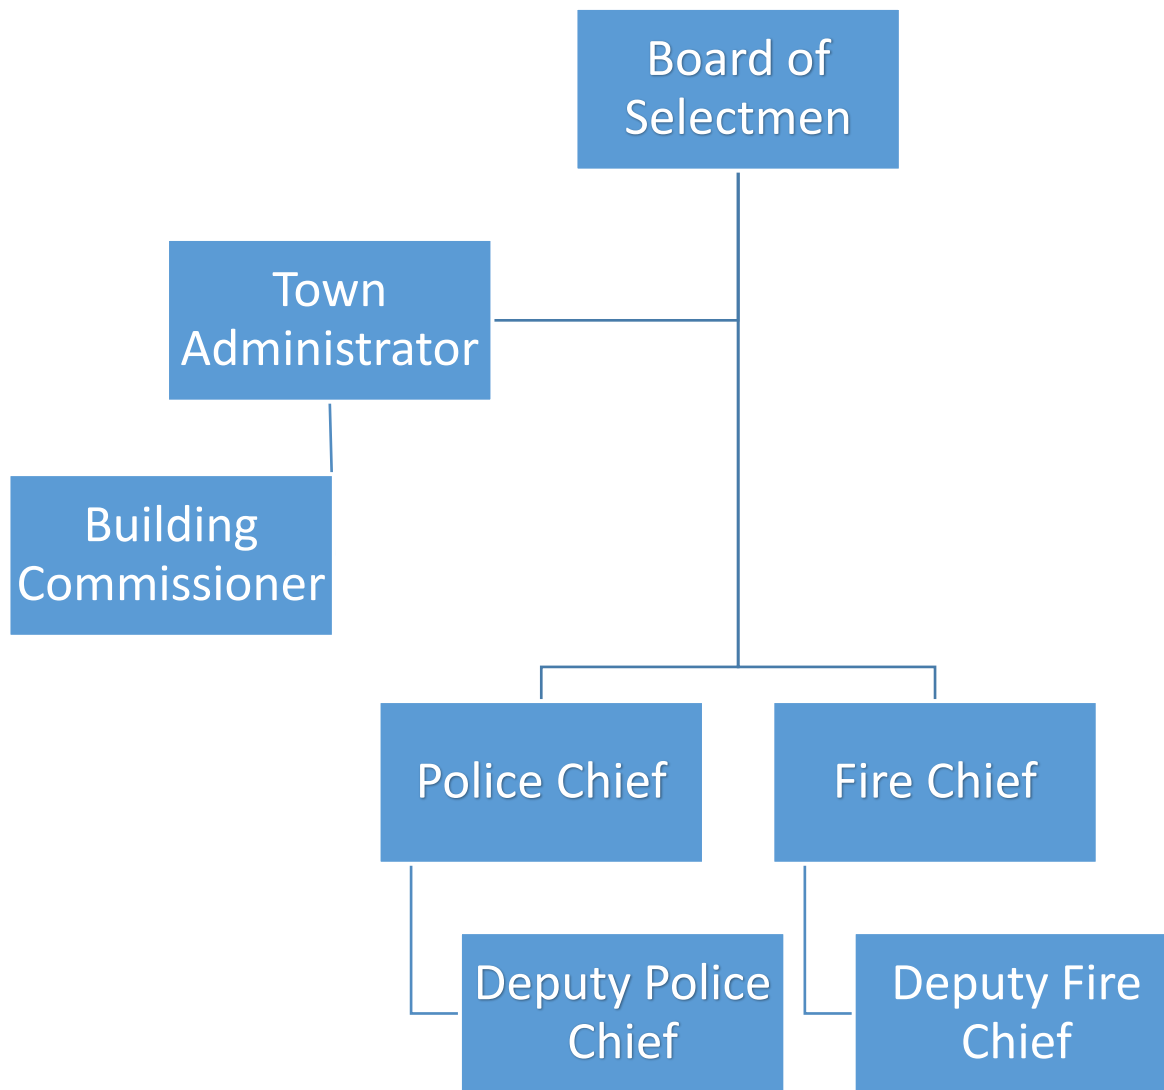 Board of
Selectmen
Town
Administrator
Building
Commissioner
Police Chief
Fire Chief
Deputy Police
Chief
Deputy Fire
Chief